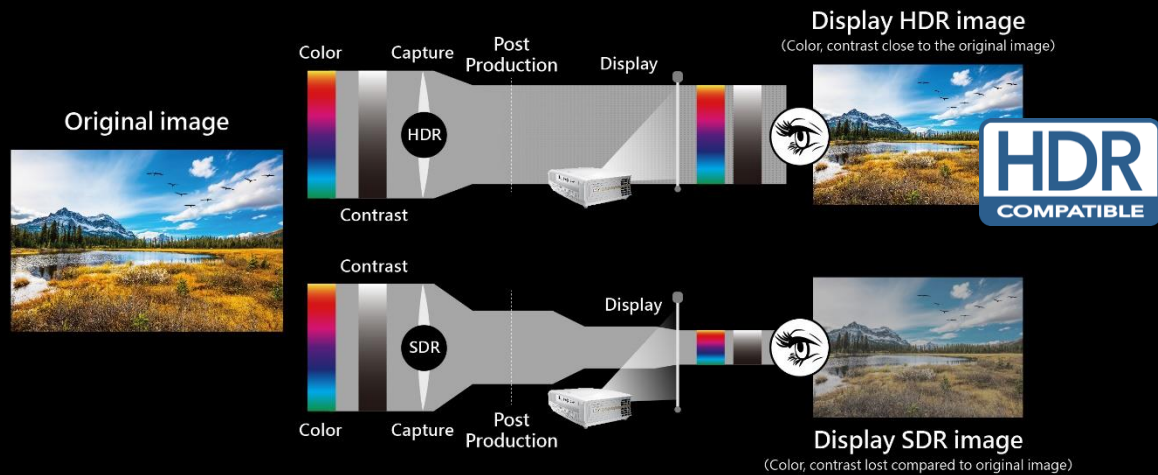 Original image
Color
Capture
Post
Production
Display
HDR
Contrast
Display HDR image
(Color, contrast close to the original image)
HDR
COMPATIBLE
Contrast
Display
SDR
Color
Capture
Post
Production
Display SDR image
(Color, contrast lost compared to original image)